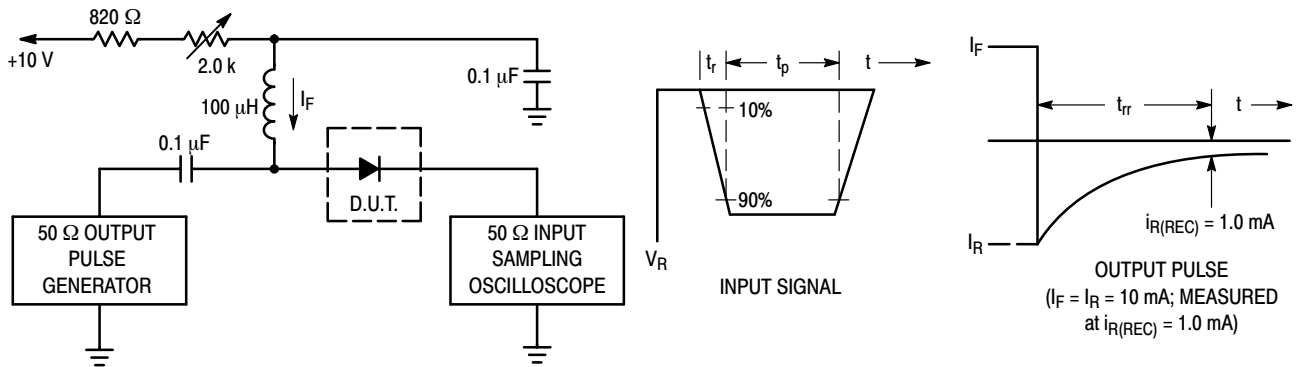 820 Ω
+10 V
2.0 k
100 μH
I_F
0.1 μF
0.1 μF
D.U.T.
50 Ω OUTPUT
PULSE
GENERATOR
50 Ω INPUT
SAMPLING
OSCILLOSCOPE
t_r
t_p
t
10%
90%
V_R
INPUT SIGNAL
I_F
t_rr
t
I_R
i_R(REC) = 1.0 mA
OUTPUT PULSE
(I_F = I_R = 10 mA; MEASURED
at i_R(REC) = 1.0 mA)